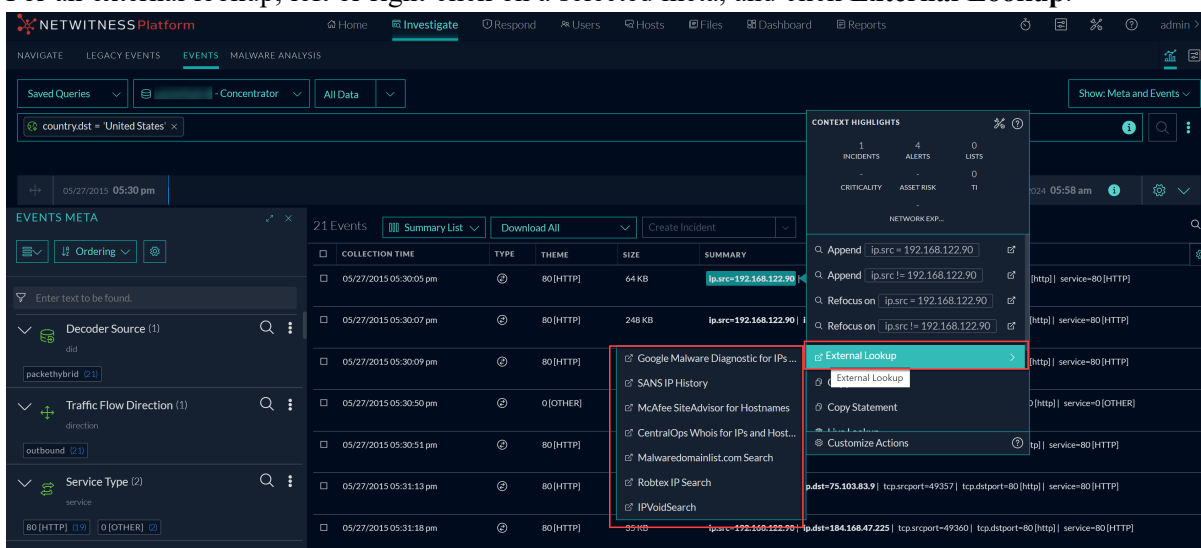 For an external lookup, left or right-click on a selected meta, and click External Lookup.
NETWITNESS Platform
Home
Investigate
Respond
Users
Hosts
Files
Dashboard
Reports
admin >
NAVIGATE
LEGACY EVENTS
EVENTS
MALWARE ANALYSIS
Saved Queries
- Concentrator
All Data
Show: Meta and Events
country.dst = 'United States' ×
05/27/2015 05:30 pm
2024 05:58 am
EVENTS META
Ordering
Enter text to be found.
Decoder Source (1)
did
packethybrid (21)
Traffic Flow Direction (1)
direction
outbound (21)
Service Type (2)
service
80 [HTTP] (19)
0 [OTHER] (2)
21 Events
Summary List
Download All
Create Incident
COLLECTION TIME
TYPE
THEME
SIZE
SUMMARY
05/27/2015 05:30:05 pm
80 [HTTP]
64 KB
ip.src=192.168.122.90
[http] | service=80 [HTTP]
05/27/2015 05:30:07 pm
80 [HTTP]
248 KB
ip.src=192.168.122.90 | i
[http] | service=80 [HTTP]
05/27/2015 05:30:09 pm
80 [HTTP]
[http] | service=80 [HTTP]
05/27/2015 05:30:50 pm
0 [OTHER]
0 [http] | service=0 [OTHER]
05/27/2015 05:30:51 pm
80 [HTTP]
tp] | service=80 [HTTP]
05/27/2015 05:31:13 pm
80 [HTTP]
p.dst=75.103.83.9 | tcp.srcport=49357 | tcp.dstport=80 [http] | service=80 [HTTP]
05/27/2015 05:31:18 pm
80 [HTTP]
35 KB
ip.src=192.168.122.90 | ip.dst=184.168.47.225 | tcp.srcport=49360 | tcp.dstport=80 [http] | service=80 [HTTP]
CONTEXT HIGHLIGHTS
1
INCIDENTS
4
ALERTS
0
LISTS
-
CRITICALITY
-
ASSET RISK
0
TI
-
NETWORK EXP...
Append ip.src = 192.168.122.90
Append ip.src != 192.168.122.90
Refocus on ip.src = 192.168.122.90
Refocus on ip.src != 192.168.122.90
External Lookup
External Lookup
Copy Statement
Live Lookup
Customize Actions
Google Malware Diagnostic for IPs ...
SANS IP History
McAfee SiteAdvisor for Hostnames
CentralOps Whois for IPs and Host...
Malwaredomainlist.com Search
Robtex IP Search
IPVoidSearch